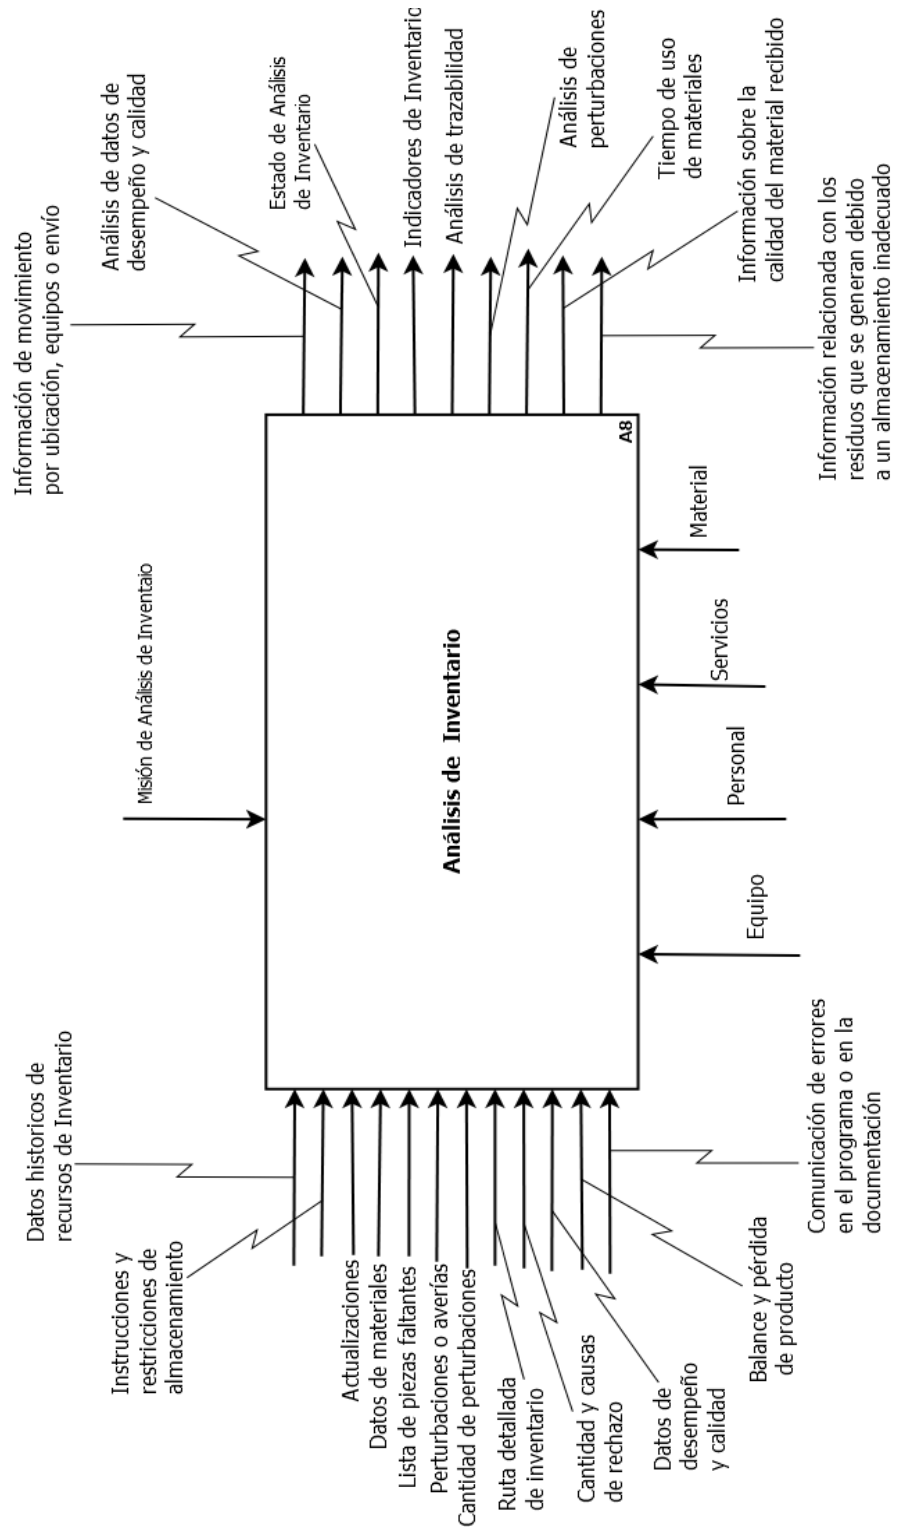 Datos historicos de
recursos de Inventario
Instrucciones y
restricciones de
almacenamiento
Actualizaciones
Datos de materiales
Lista de piezas faltantes
Perturbaciones o averías
Cantidad de perturbaciones
Ruta detallada
de inventario
Cantidad y causas
de rechazo
Datos de
desempeño
y calidad
Balance y pérdida
de producto
Comunicación de errores
en el programa o en la
documentación
Misión de Análisis de Inventaio
Análisis de Inventario
A8
Equipo
Personal
Servicios
Material
Información de movimiento
por ubicación, equipos o envío
Análisis de datos de
desempeño y calidad
Estado de Análisis
de Inventario
Indicadores de Inventario
Análisis de trazabilidad
Análisis de
perturbaciones
Tiempo de uso
de materiales
Información sobre la
calidad del material recibido
Información relacionada con los
residuos que se generan debido
a un almacenamiento inadecuado